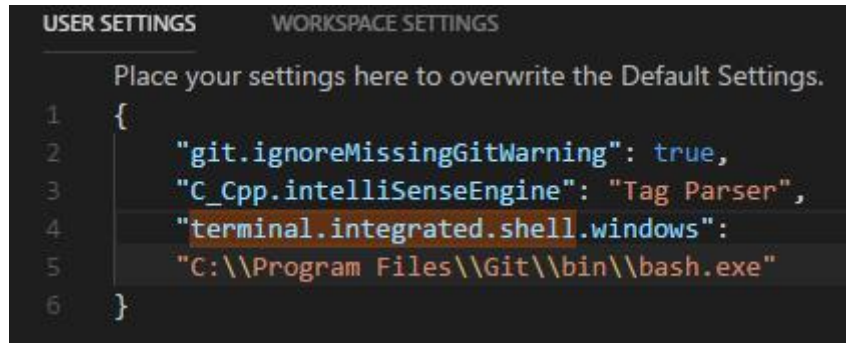 USER SETTINGS WORKSPACE SETTINGS
Place your settings here to overwrite the Default Settings.
1 {
2 "git.ignoreMissingGitWarning": true,
3 "C_Cpp.intelliSenseEngine": "Tag Parser",
4 "terminal.integrated.shell.windows":
5 "C:\\Program Files\\Git\\bin\\bash.exe"
6 }